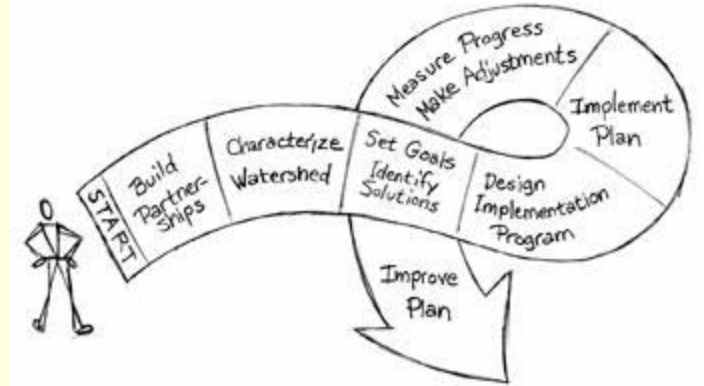 START
Build
Partner-
ships
Characterize
Watershed
Set Goals
Identify
Solutions
Design
Implementation
Program
Implement
Plan
Measure Progress
Make Adjustments
Improve
Plan